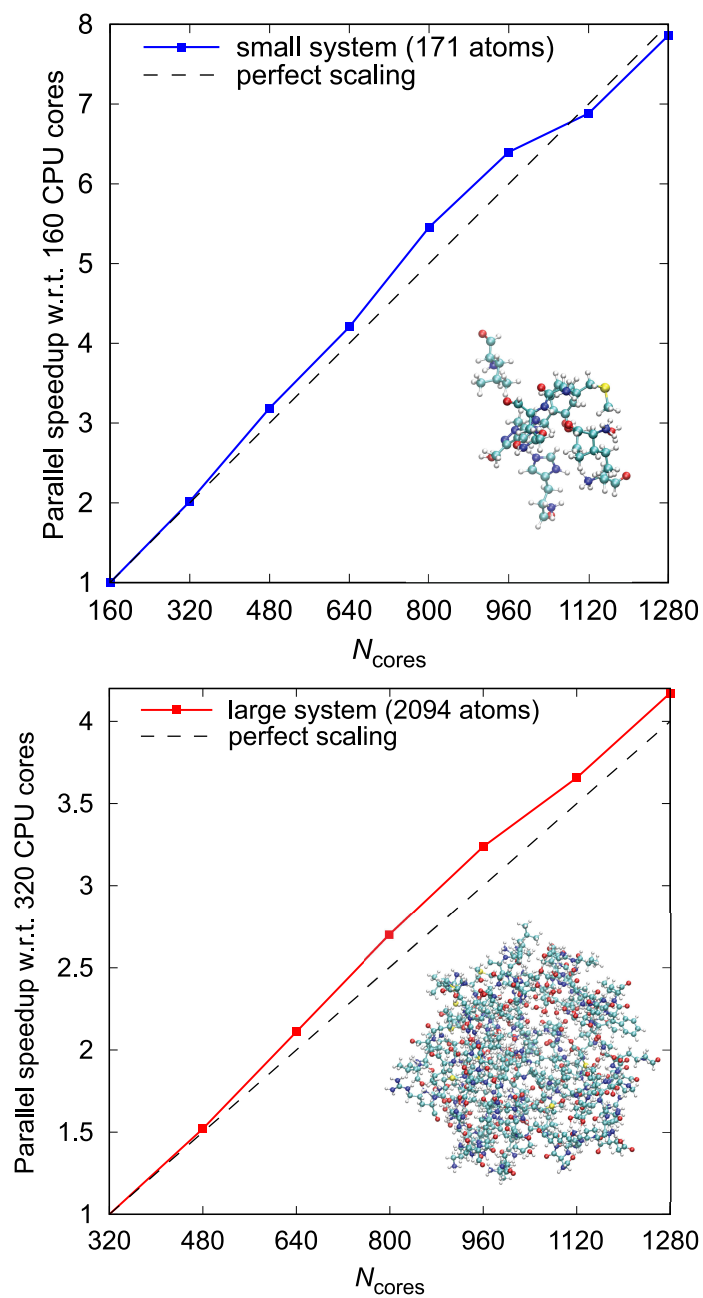 8
7
6
5
4
3
2
1
Parallel speedup w.r.t. 160 CPU cores
small system (171 atoms)
perfect scaling
160 320 480 640 800 960 1120 1280
Ncores
4
3.5
3
2.5
2
1.5
1
Parallel speedup w.r.t. 320 CPU cores
large system (2094 atoms)
perfect scaling
320 480 640 800 960 1120 1280
Ncores